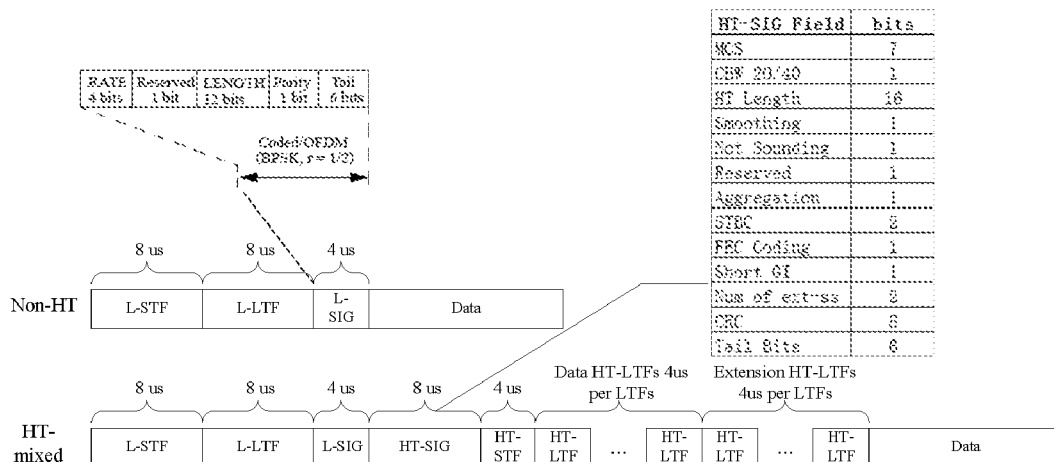 HT-SIG Field bits
MCS 7
CBW 20/40 1
HT Length 16
Smoothing 1
Not Sounding 1
Reserved 1
Aggregation 1
STBC 2
FEC Coding 1
Short GI 1
Num of ext-ss 2
CRC 8
Tail Bits 6
RATE Reserved LENGTH Parity Tail
4 bits 1 bit 12 bits 1 bit 6 bits
Coded/OFDM
(BPSK, r = 1/2)
8 us 8 us 4 us
Non-HT L-STF L-LTF L-SIG Data
Data HT-LTFs 4us
per LTFs
Extension HT-LTFs
4us per LTFs
8 us 8 us 4 us 8 us 4 us
HT-mixed L-STF L-LTF L-SIG HT-SIG HT-STF HT-LTF ... HT-LTF HT-LTF ... HT-LTF Data